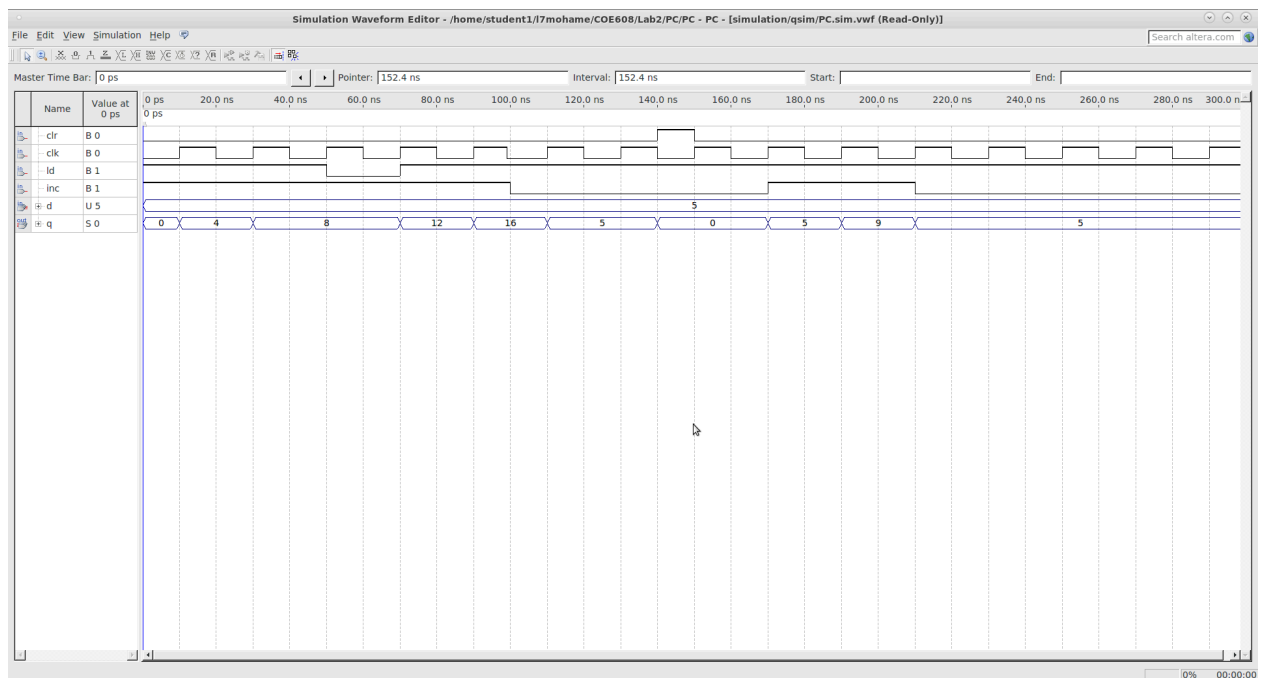 Simulation Waveform Editor - /home/student1/l7mohame/COE608/Lab2/PC/PC - PC - [simulation/qsim/PC.sim.vwf (Read-Only)]
File Edit View Simulation Help
Search altera.com
Master Time Bar: 0 ps Pointer: 152.4 ns Interval: 152.4 ns Start: End:
Name Value at 0 ps
0 ps 20.0 ns 40.0 ns 60.0 ns 80.0 ns 100.0 ns 120.0 ns 140.0 ns 160.0 ns 180.0 ns 200.0 ns 220.0 ns 240.0 ns 260.0 ns 280.0 ns 300.0 n
0 ps
clr B 0
clk B 0
ld B 1
inc B 1
d U 5 5
q S 0 0 4 8 12 16 5 0 5 9 5
0% 00:00:00